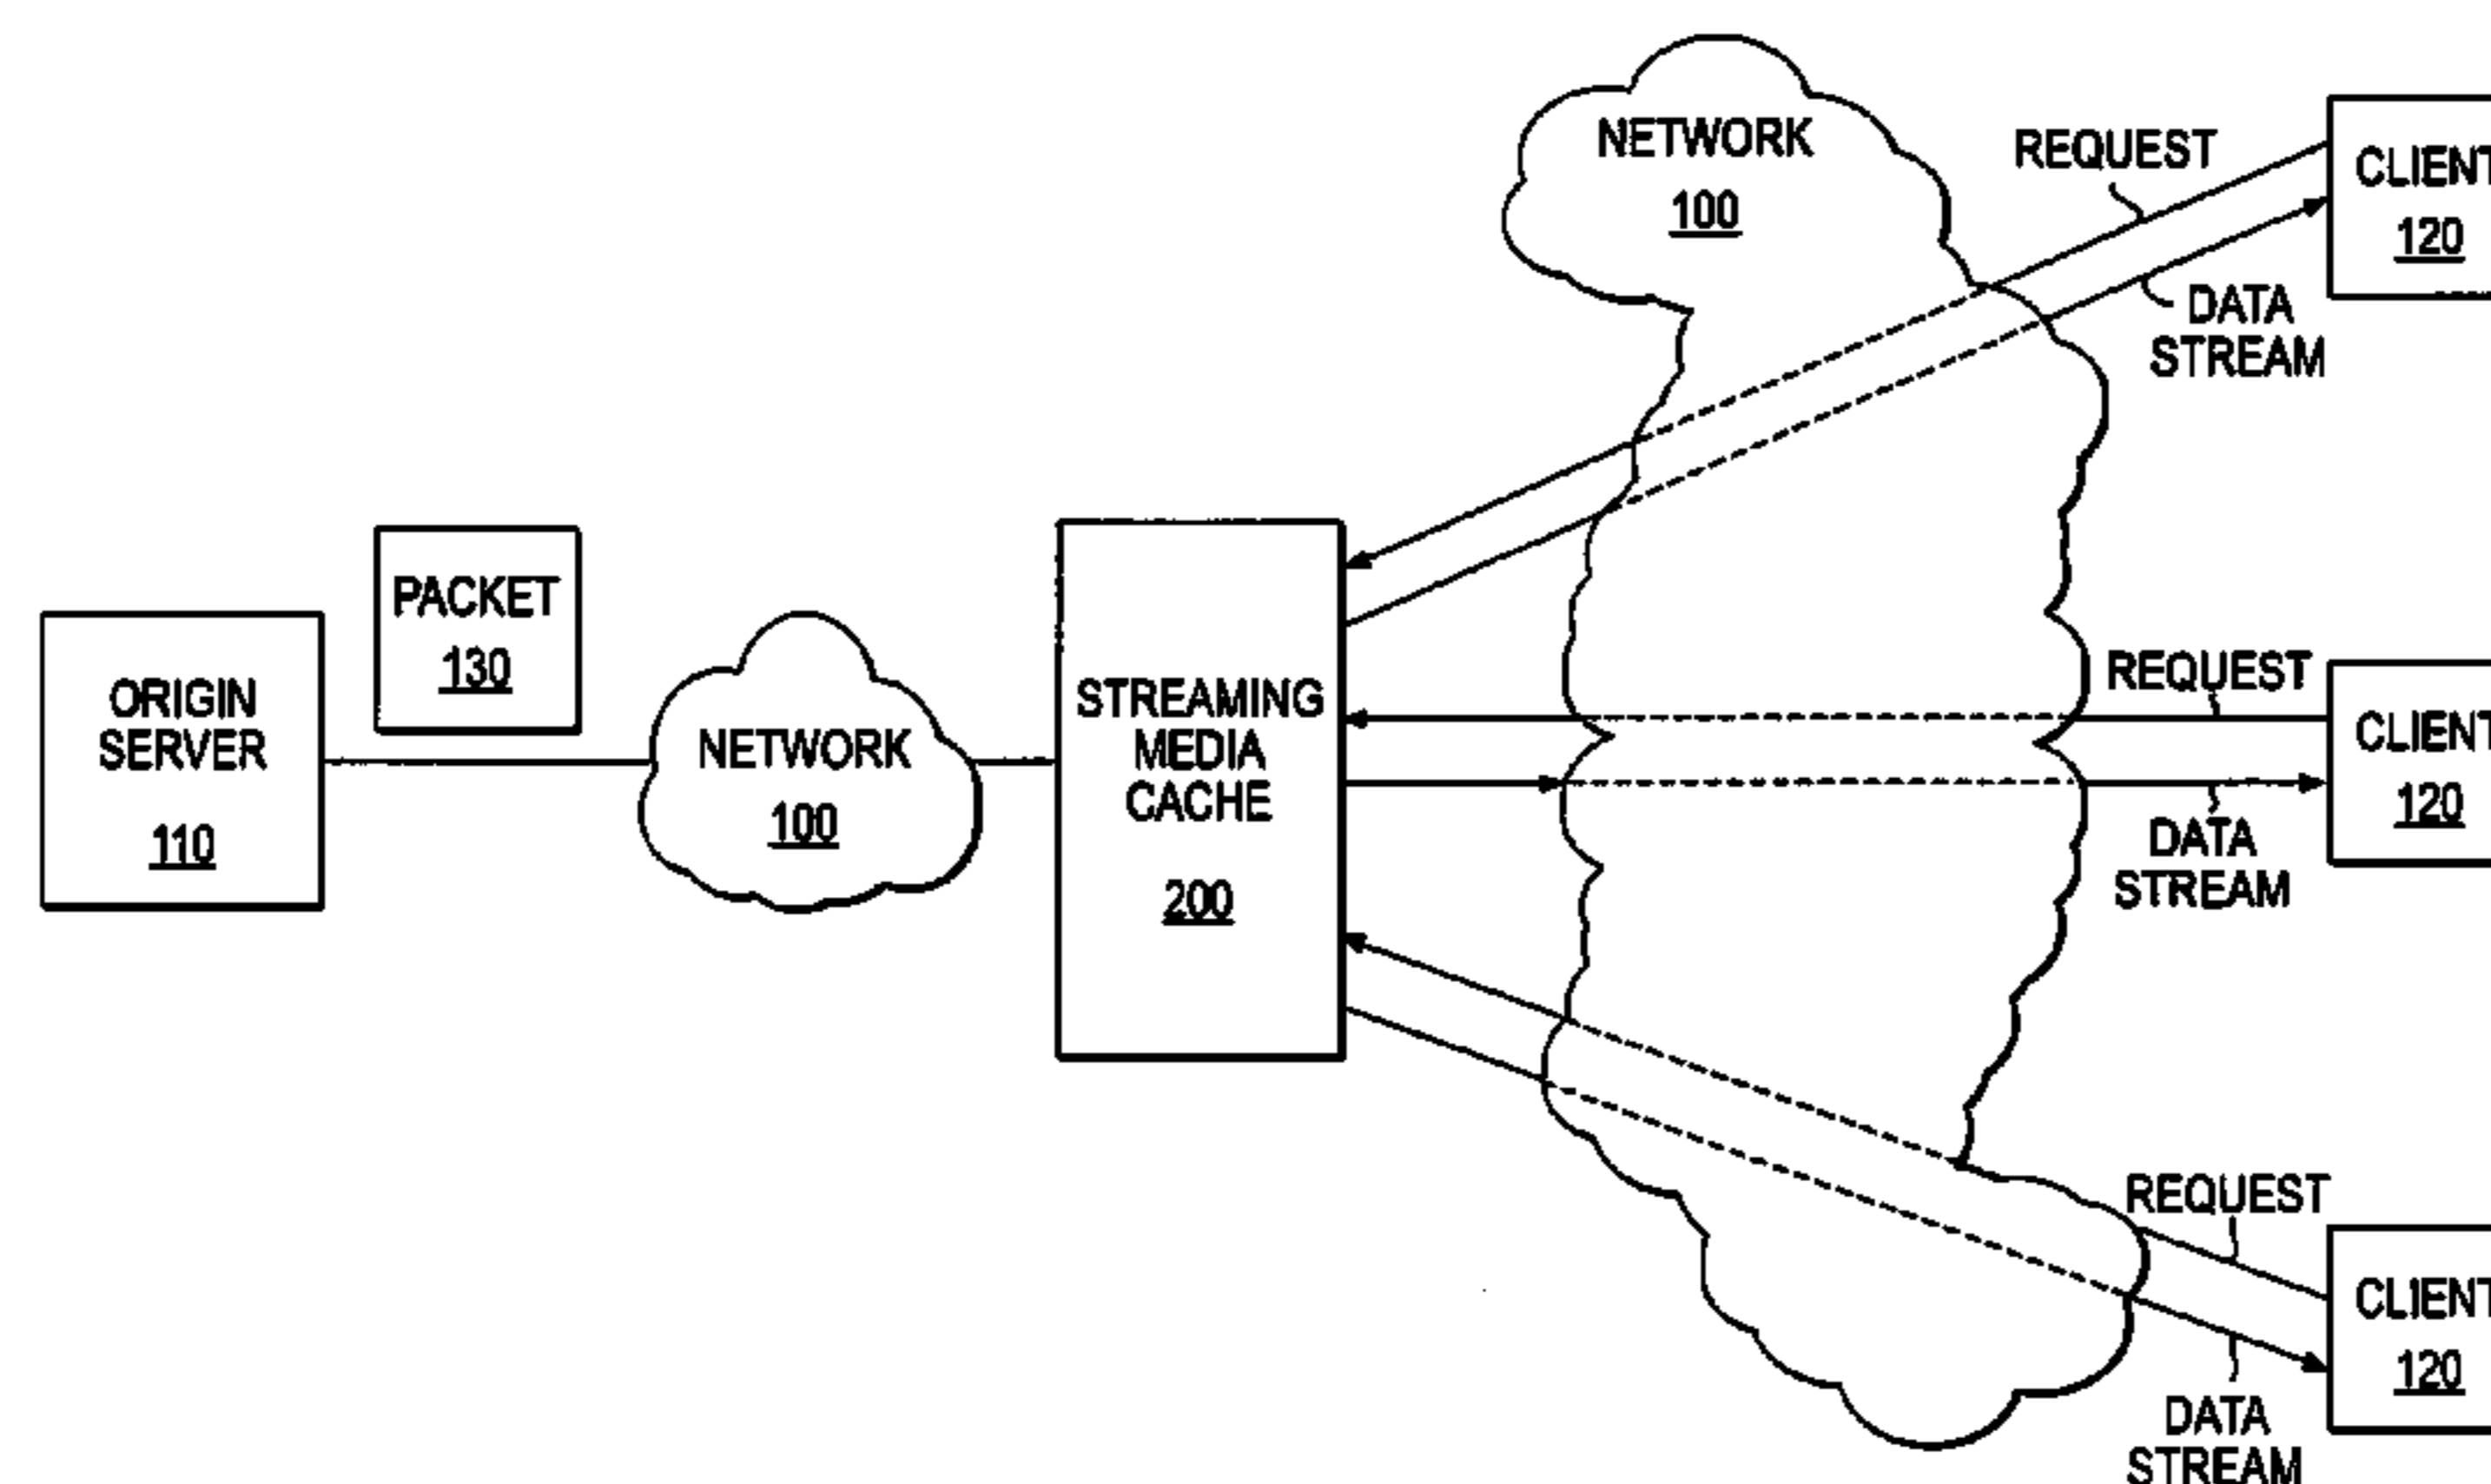 NETWORK
100
REQUEST
CLIENT
120
DATA
STREAM
PACKET
130
ORIGIN
SERVER
110
NETWORK
100
STREAMING
MEDIA
CACHE
200
REQUEST
CLIENT
120
DATA
STREAM
REQUEST
CLIENT
120
DATA
STREAM